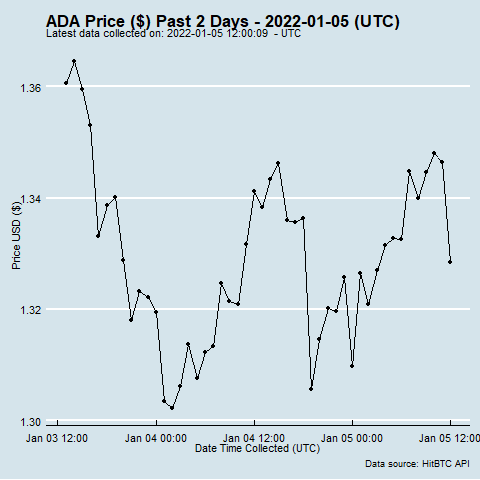 ADA Price ($) Past 2 Days - 2022-01-05 (UTC)
Latest data collected on: 2022-01-05 12:00:09 - UTC
Price USD ($)
1.36
1.34
1.32
1.30
Jan 03 12:00 Jan 04 00:00 Jan 04 12:00 Jan 05 00:00 Jan 05 12:00
Date Time Collected (UTC)
Data source: HitBTC API